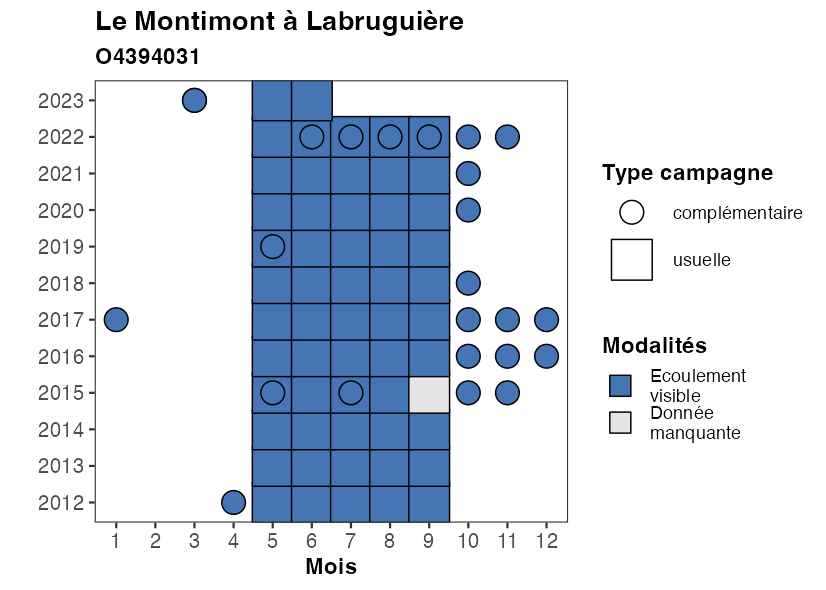 Le Montimont à Labruguière
O4394031
2023
2022
2021
2020
2019
2018
2017
2016
2015
2014
2013
2012
1 2 3 4 5 6 7 8 9 10 11 12
Mois
Type campagne
complémentaire
usuelle
Modalités
Ecoulement
visible
Donnée
manquante